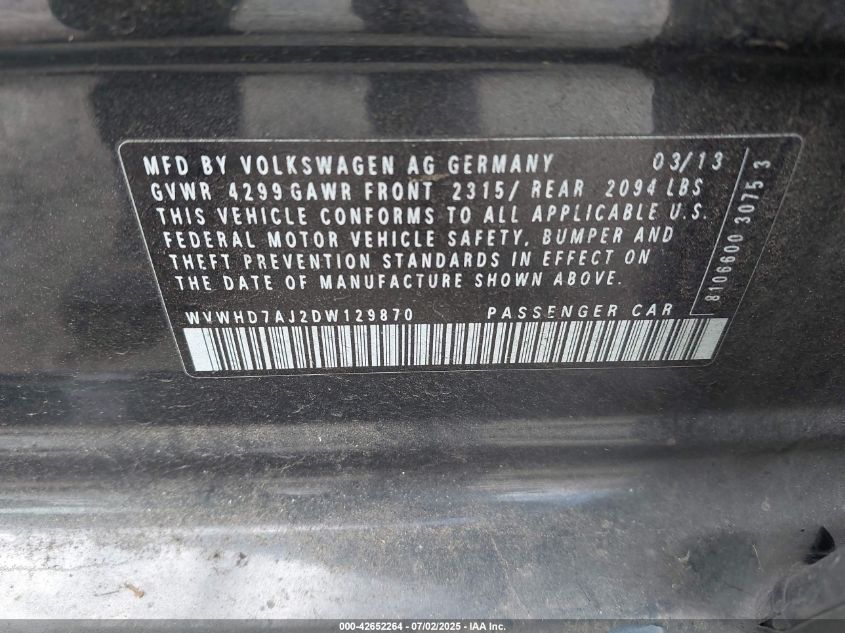 MFD BY VOLKSWAGEN AG GERMANY 03/13
GVWR 4299 GAWR FRONT 2315/ REAR 2094 LBS
THIS VEHICLE CONFORMS TO ALL APPLICABLE U.S.
FEDERAL MOTOR VEHICLE SAFETY, BUMPER AND
THEFT PREVENTION STANDARDS IN EFFECT ON
THE DATE OF MANUFACTURE SHOWN ABOVE.
WVWHD7AJ2DW129870 PASSENGER CAR
8106600 3075 3
000-42652264 - 07/02/2025 - IAA Inc.